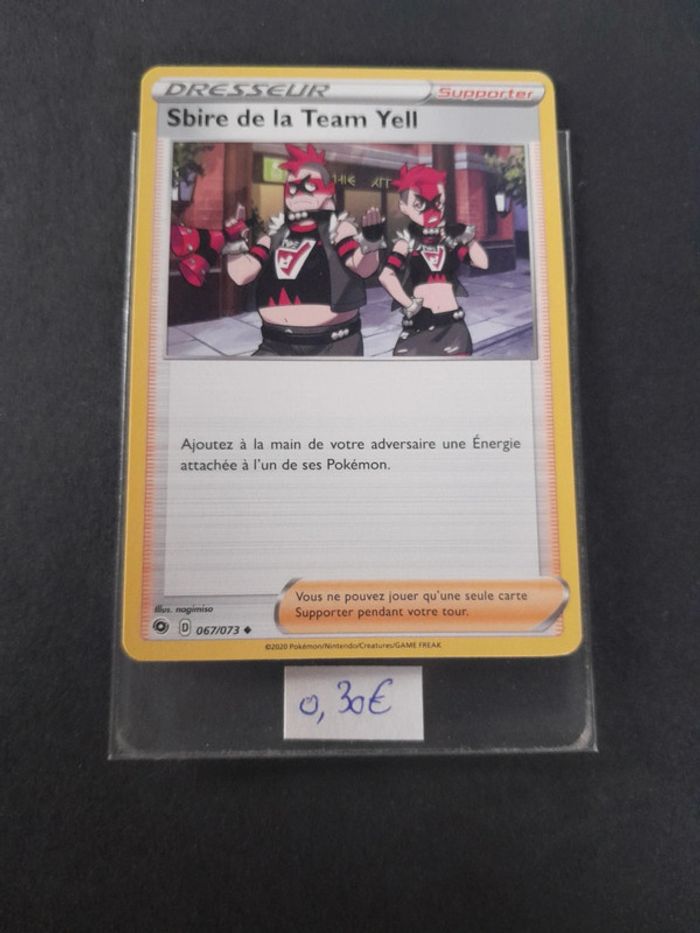 DRESSEUR
Supporter
Sbire de la Team Yell
Ajoutez à la main de votre adversaire une Énergie
attachée à l'un de ses Pokémon.
Vous ne pouvez jouer qu'une seule carte
Supporter pendant votre tour.
Illus. nagimiso
D 067/073
©2020 Pokémon/Nintendo/Creatures/GAME FREAK
0,30€